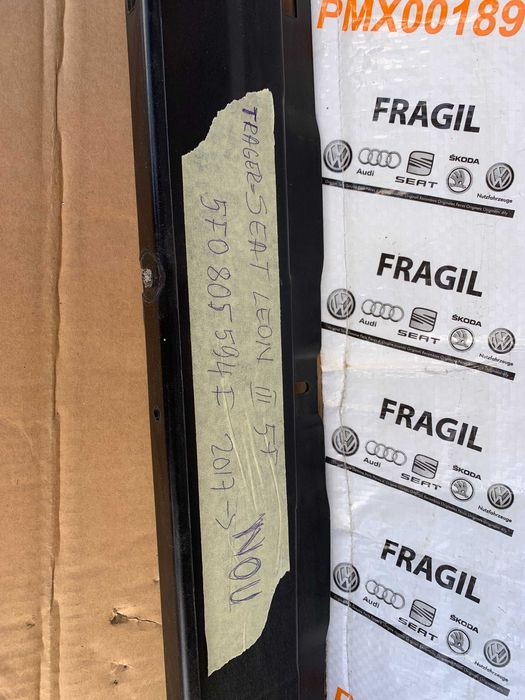 PMX00189
TRAGER-SEAT LEON III 5F
5F0 805 594 I 2017->
NOU
FRAGIL
Audi
SEAT
ŠKODA
Nutzfahrzeuge
FRAGIL
Audi
SEAT
ŠKODA
Nutzfahrzeuge
FRAGIL
Audi
SEAT
ŠKODA
Nutzfahrzeuge
FRAGIL
Audi
SEAT
ŠKODA
Nutzfahrzeuge